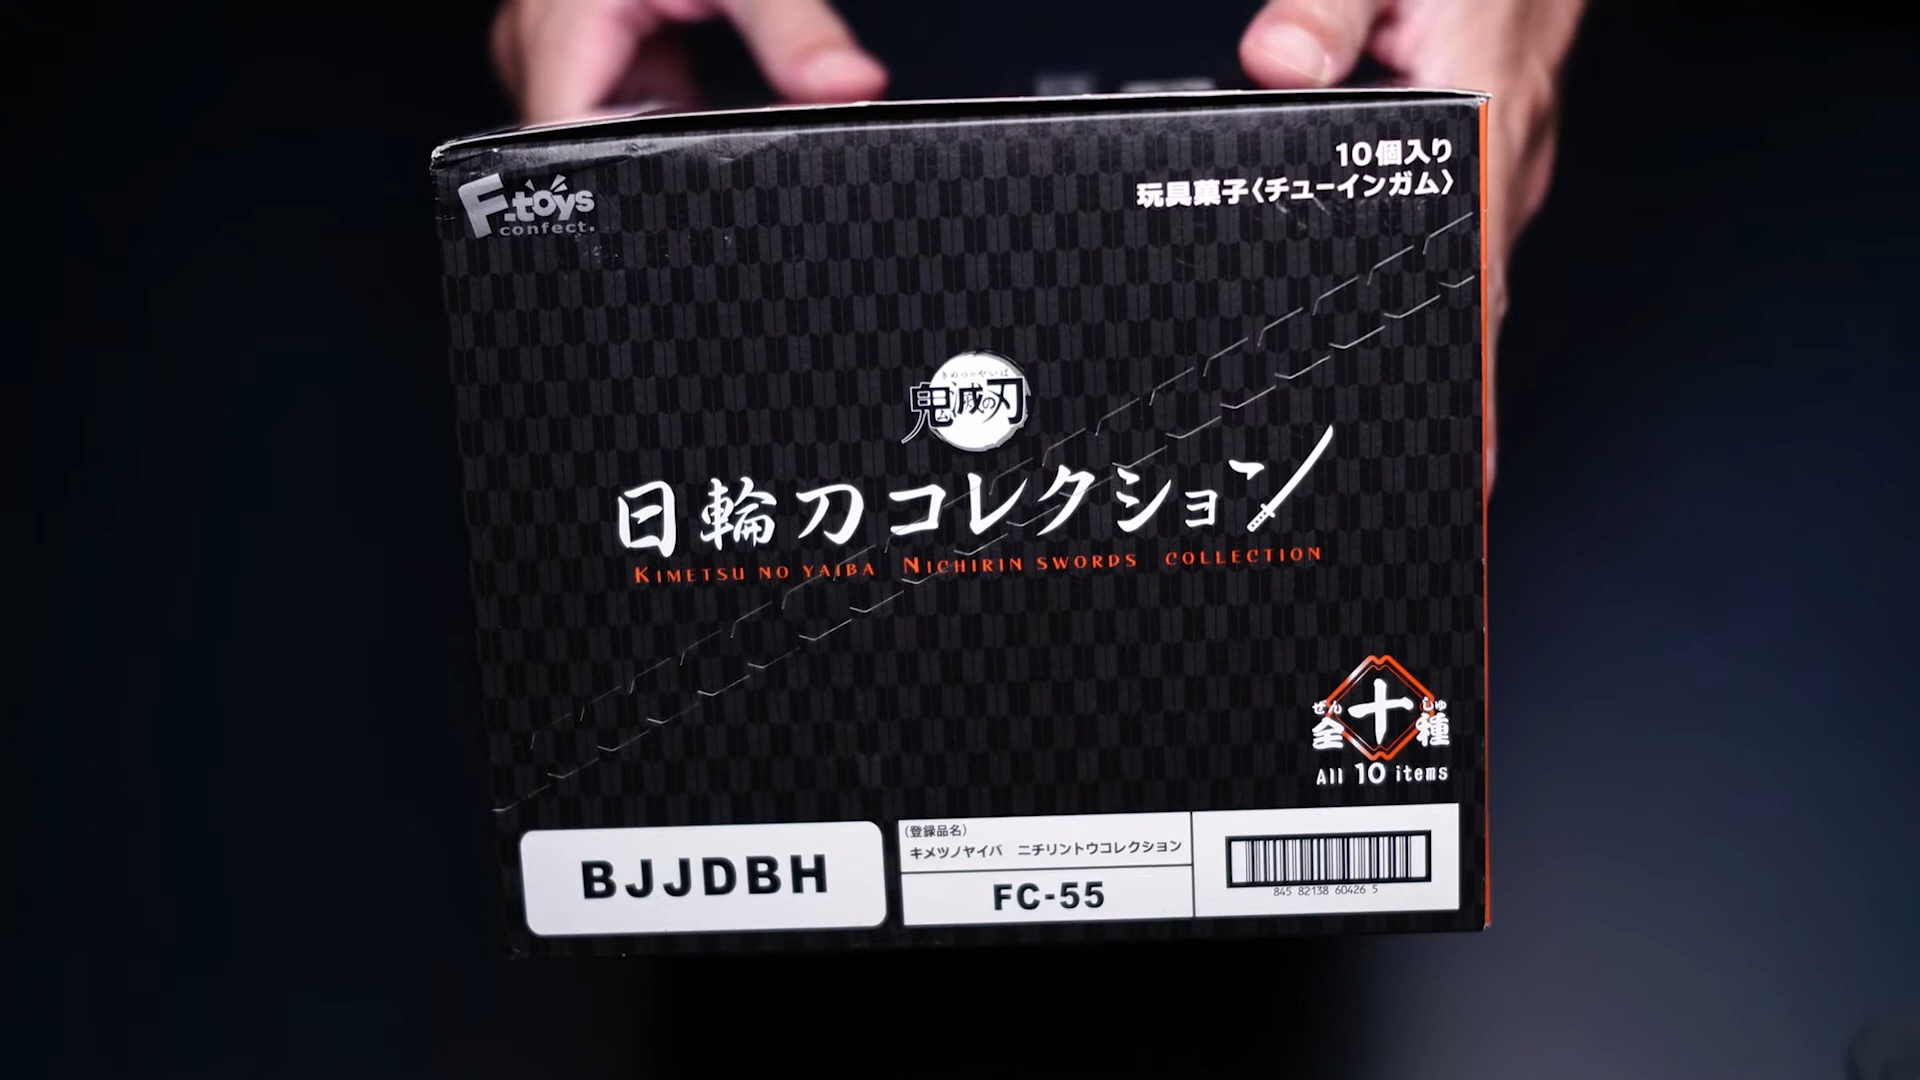 F-toys
confect.
10個入り
玩具菓子〈チューインガム〉
きめつのやいば
鬼滅の刃
日輪刀コレクション
KIMETSU NO YAIBA NICHIRIN SWORDS COLLECTION
ぜん しゅ
全十種
All 10 items
BJJDBH
(登録品名)
キメツノヤイバ ニチリントウコレクション
FC-55
845 82138 60426 5